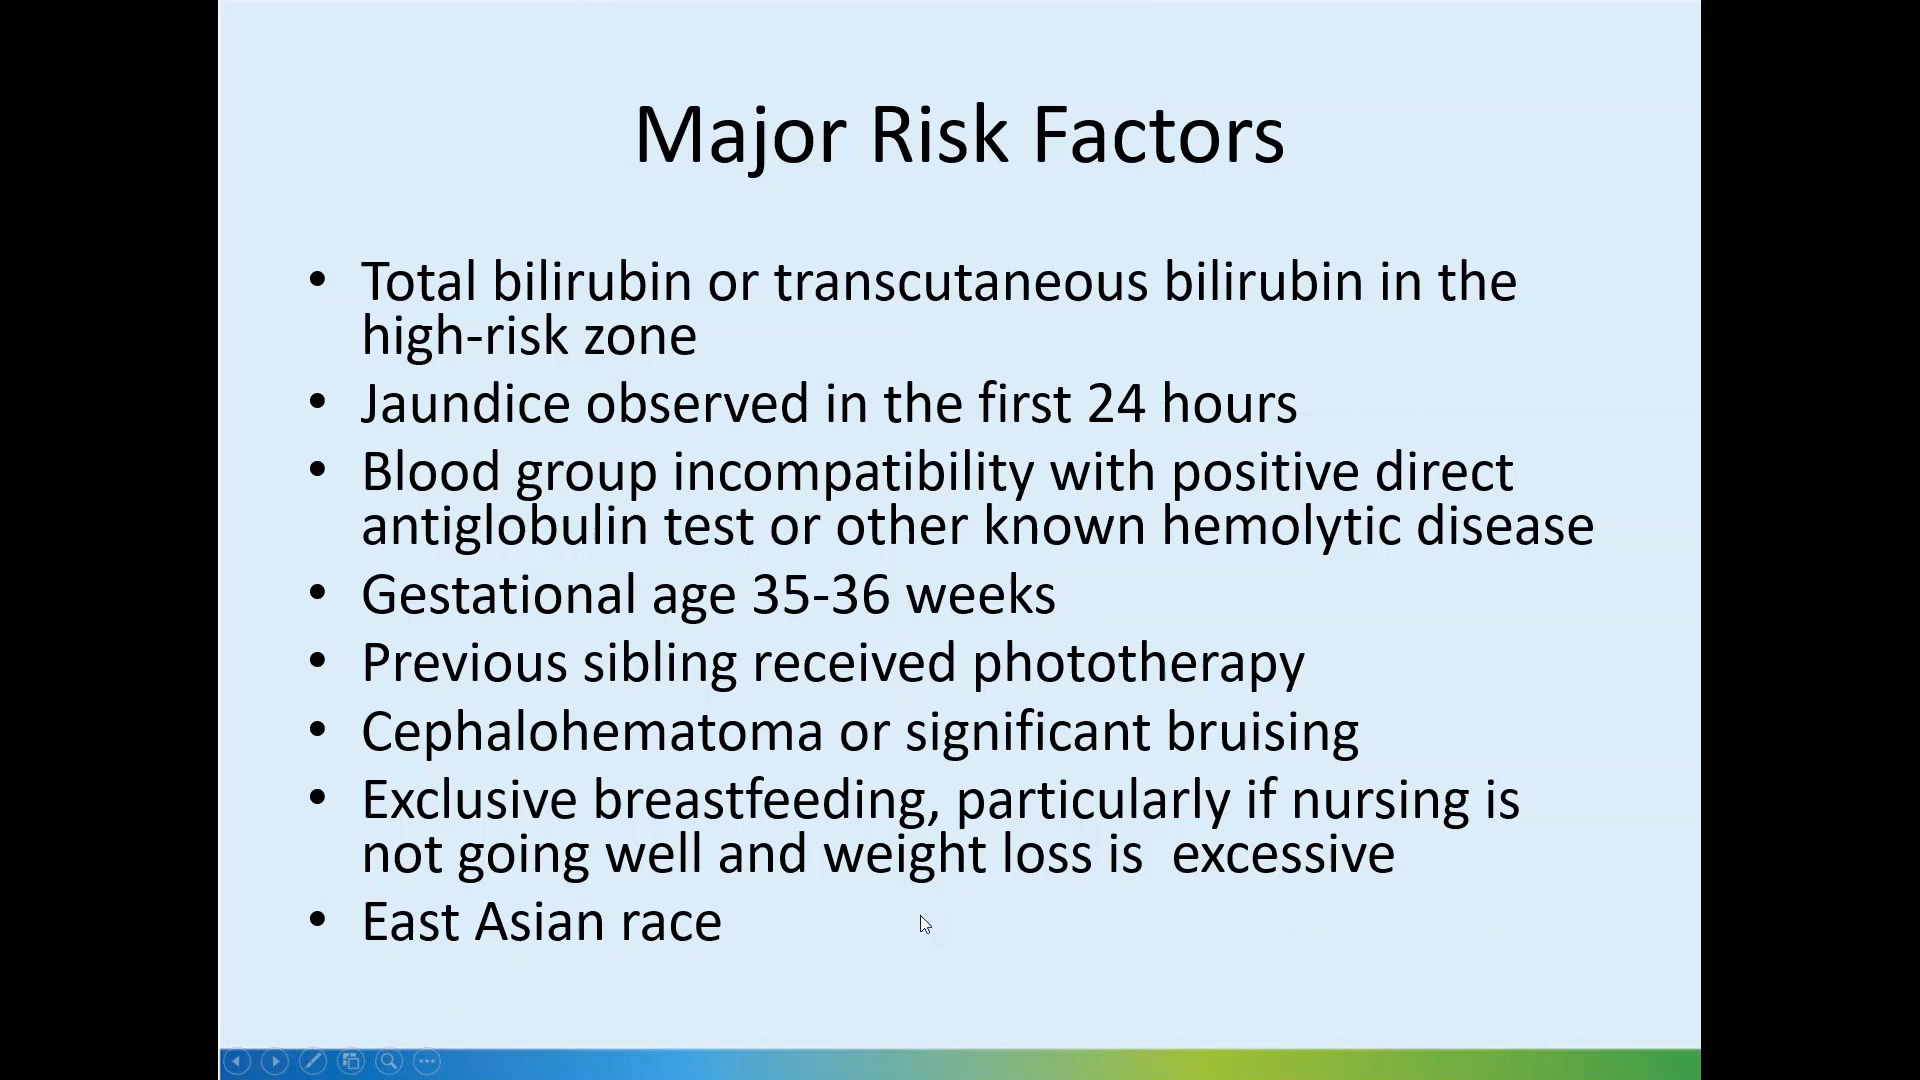 Major Risk Factors
• Total bilirubin or transcutaneous bilirubin in the
high-risk zone
• Jaundice observed in the first 24 hours
• Blood group incompatibility with positive direct
antiglobulin test or other known hemolytic disease
• Gestational age 35-36 weeks
• Previous sibling received phototherapy
• Cephalohematoma or significant bruising
• Exclusive breastfeeding, particularly if nursing is
not going well and weight loss is  excessive
• East Asian race